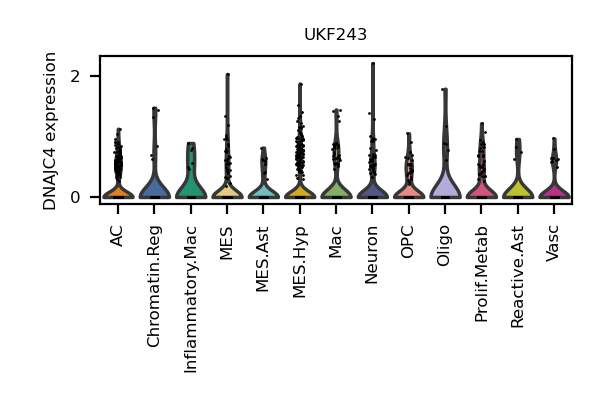 UKF243
DNAJC4 expression
2
0
AC
Chromatin.Reg
Inflammatory.Mac
MES
MES.Ast
MES.Hyp
Mac
Neuron
OPC
Oligo
Prolif.Metab
Reactive.Ast
Vasc